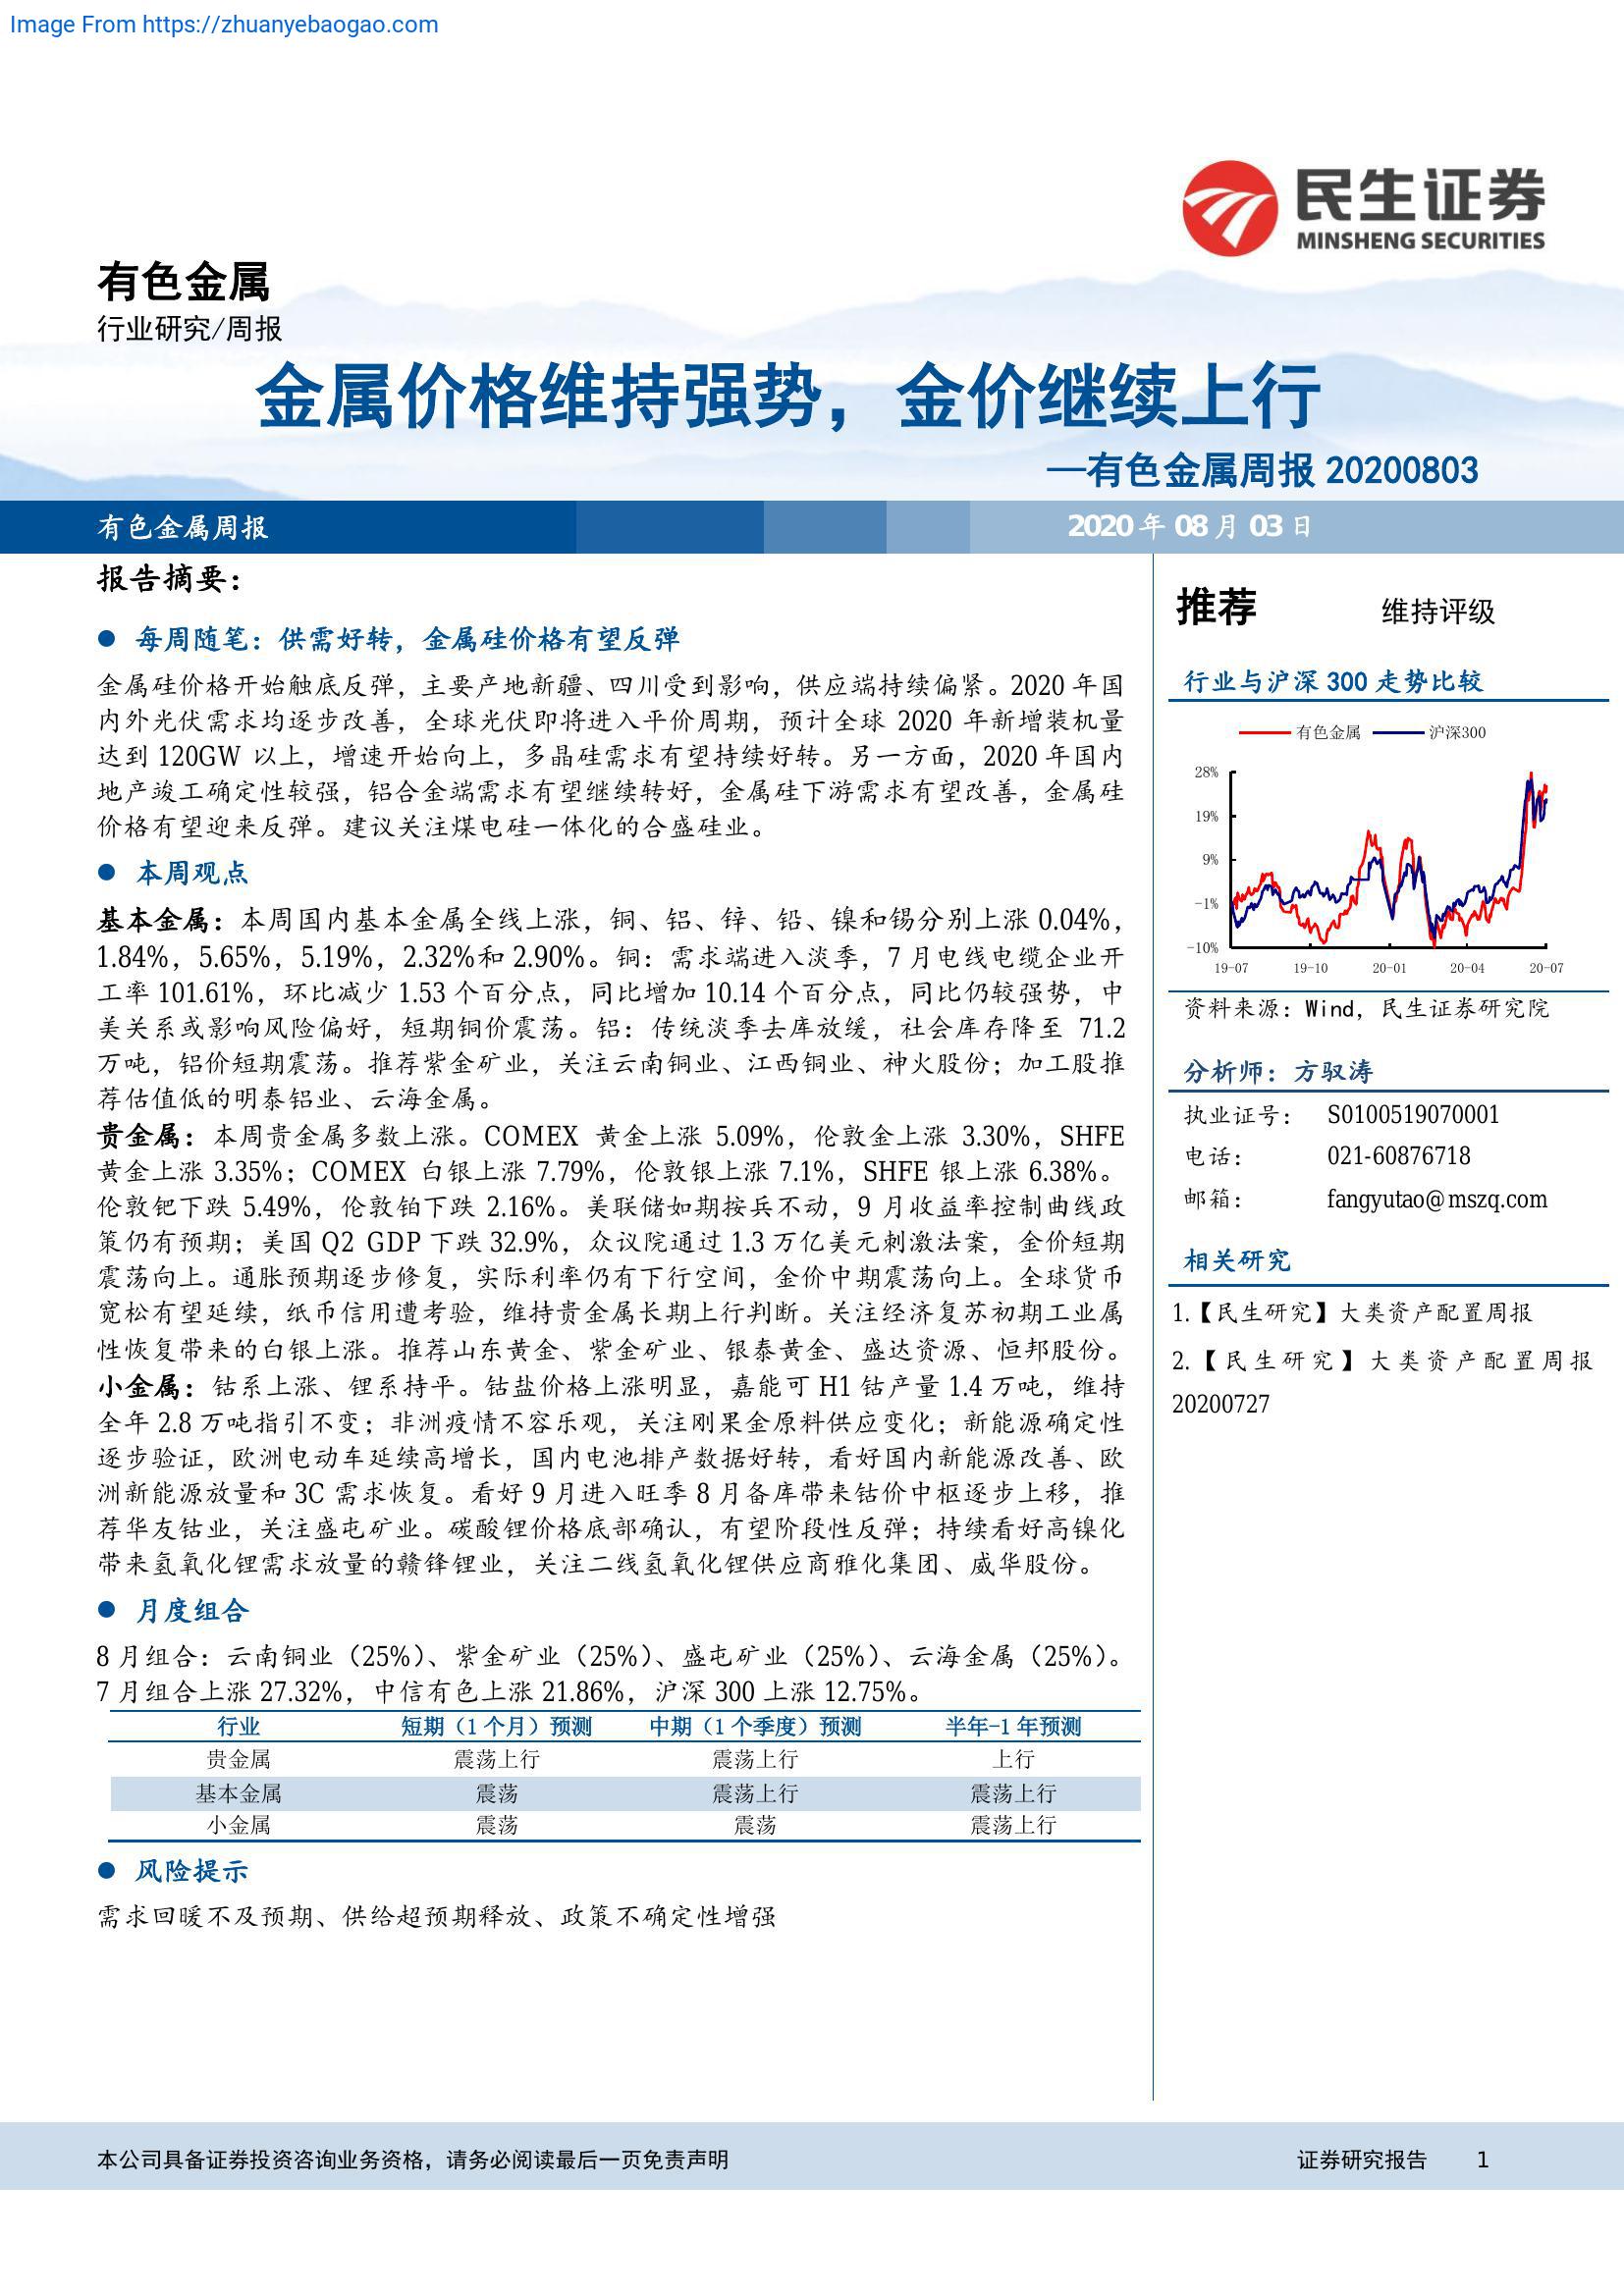 Image From https://zhuanyebaogao.com
民生证券
MINSHENG SECURITIES
有色金属
行业研究/周报
金属价格维持强势，金价继续上行
—有色金属周报 20200803
有色金属周报
2020 年 08 月 03 日
报告摘要：
● 每周随笔：供需好转，金属硅价格有望反弹
金属硅价格开始触底反弹，主要产地新疆、四川受到影响，供应端持续偏紧。2020 年国
内外光伏需求均逐步改善，全球光伏即将进入平价周期，预计全球 2020 年新增装机量
达到 120GW 以上，增速开始向上，多晶硅需求有望持续好转。另一方面，2020 年国内
地产竣工确定性较强，铝合金端需求有望继续转好，金属硅下游需求有望改善，金属硅
价格有望迎来反弹。建议关注煤电硅一体化的合盛硅业。
● 本周观点
基本金属：本周国内基本金属全线上涨，铜、铝、锌、铅、镍和锡分别上涨 0.04%，
1.84%，5.65%，5.19%，2.32%和 2.90%。铜：需求端进入淡季，7 月电线电缆企业开
工率 101.61%，环比减少 1.53 个百分点，同比增加 10.14 个百分点，同比仍较强势，中
美关系或影响风险偏好，短期铜价震荡。铝：传统淡季去库放缓，社会库存降至 71.2
万吨，铝价短期震荡。推荐紫金矿业，关注云南铜业、江西铜业、神火股份；加工股推
荐估值低的明泰铝业、云海金属。
贵金属：本周贵金属多数上涨。COMEX 黄金上涨 5.09%，伦敦金上涨 3.30%，SHFE
黄金上涨 3.35%；COMEX 白银上涨 7.79%，伦敦银上涨 7.1%，SHFE 银上涨 6.38%。
伦敦钯下跌 5.49%，伦敦铂下跌 2.16%。美联储如期按兵不动，9 月收益率控制曲线政
策仍有预期；美国 Q2 GDP 下跌 32.9%，众议院通过 1.3 万亿美元刺激法案，金价短期
震荡向上。通胀预期逐步修复，实际利率仍有下行空间，金价中期震荡向上。全球货币
宽松有望延续，纸币信用遭考验，维持贵金属长期上行判断。关注经济复苏初期工业属
性恢复带来的白银上涨。推荐山东黄金、紫金矿业、银泰黄金、盛达资源、恒邦股份。
小金属：钴系上涨、锂系持平。钴盐价格上涨明显，嘉能可 H1 钴产量 1.4 万吨，维持
全年 2.8 万吨指引不变；非洲疫情不容乐观，关注刚果金原料供应变化；新能源确定性
逐步验证，欧洲电动车延续高增长，国内电池排产数据好转，看好国内新能源改善、欧
洲新能源放量和 3C 需求恢复。看好 9 月进入旺季 8 月备库带来钴价中枢逐步上移，推
荐华友钴业，关注盛屯矿业。碳酸锂价格底部确认，有望阶段性反弹；持续看好高镍化
带来氢氧化锂需求放量的赣锋锂业，关注二线氢氧化锂供应商雅化集团、威华股份。
● 月度组合
8 月组合：云南铜业（25%）、紫金矿业（25%）、盛屯矿业（25%）、云海金属（25%）。
7 月组合上涨 27.32%，中信有色上涨 21.86%，沪深 300 上涨 12.75%。
行业 短期（1 个月）预测 中期（1 个季度）预测 半年-1 年预测
贵金属 震荡上行 震荡上行 上行
基本金属 震荡 震荡上行 震荡上行
小金属 震荡 震荡 震荡上行
● 风险提示
需求回暖不及预期、供给超预期释放、政策不确定性增强
推荐 维持评级
行业与沪深 300 走势比较
有色金属 沪深300
28%
19%
9%
-1%
-10%
19-07 19-10 20-01 20-04 20-07
资料来源：Wind，民生证券研究院
分析师：方驭涛
执业证号： S0100519070001
电话： 021-60876718
邮箱： fangyutao@mszq.com
相关研究
1.【民生研究】大类资产配置周报
2.【民生研究】大类资产配置周报
20200727
本公司具备证券投资咨询业务资格，请务必阅读最后一页免责声明
证券研究报告 1